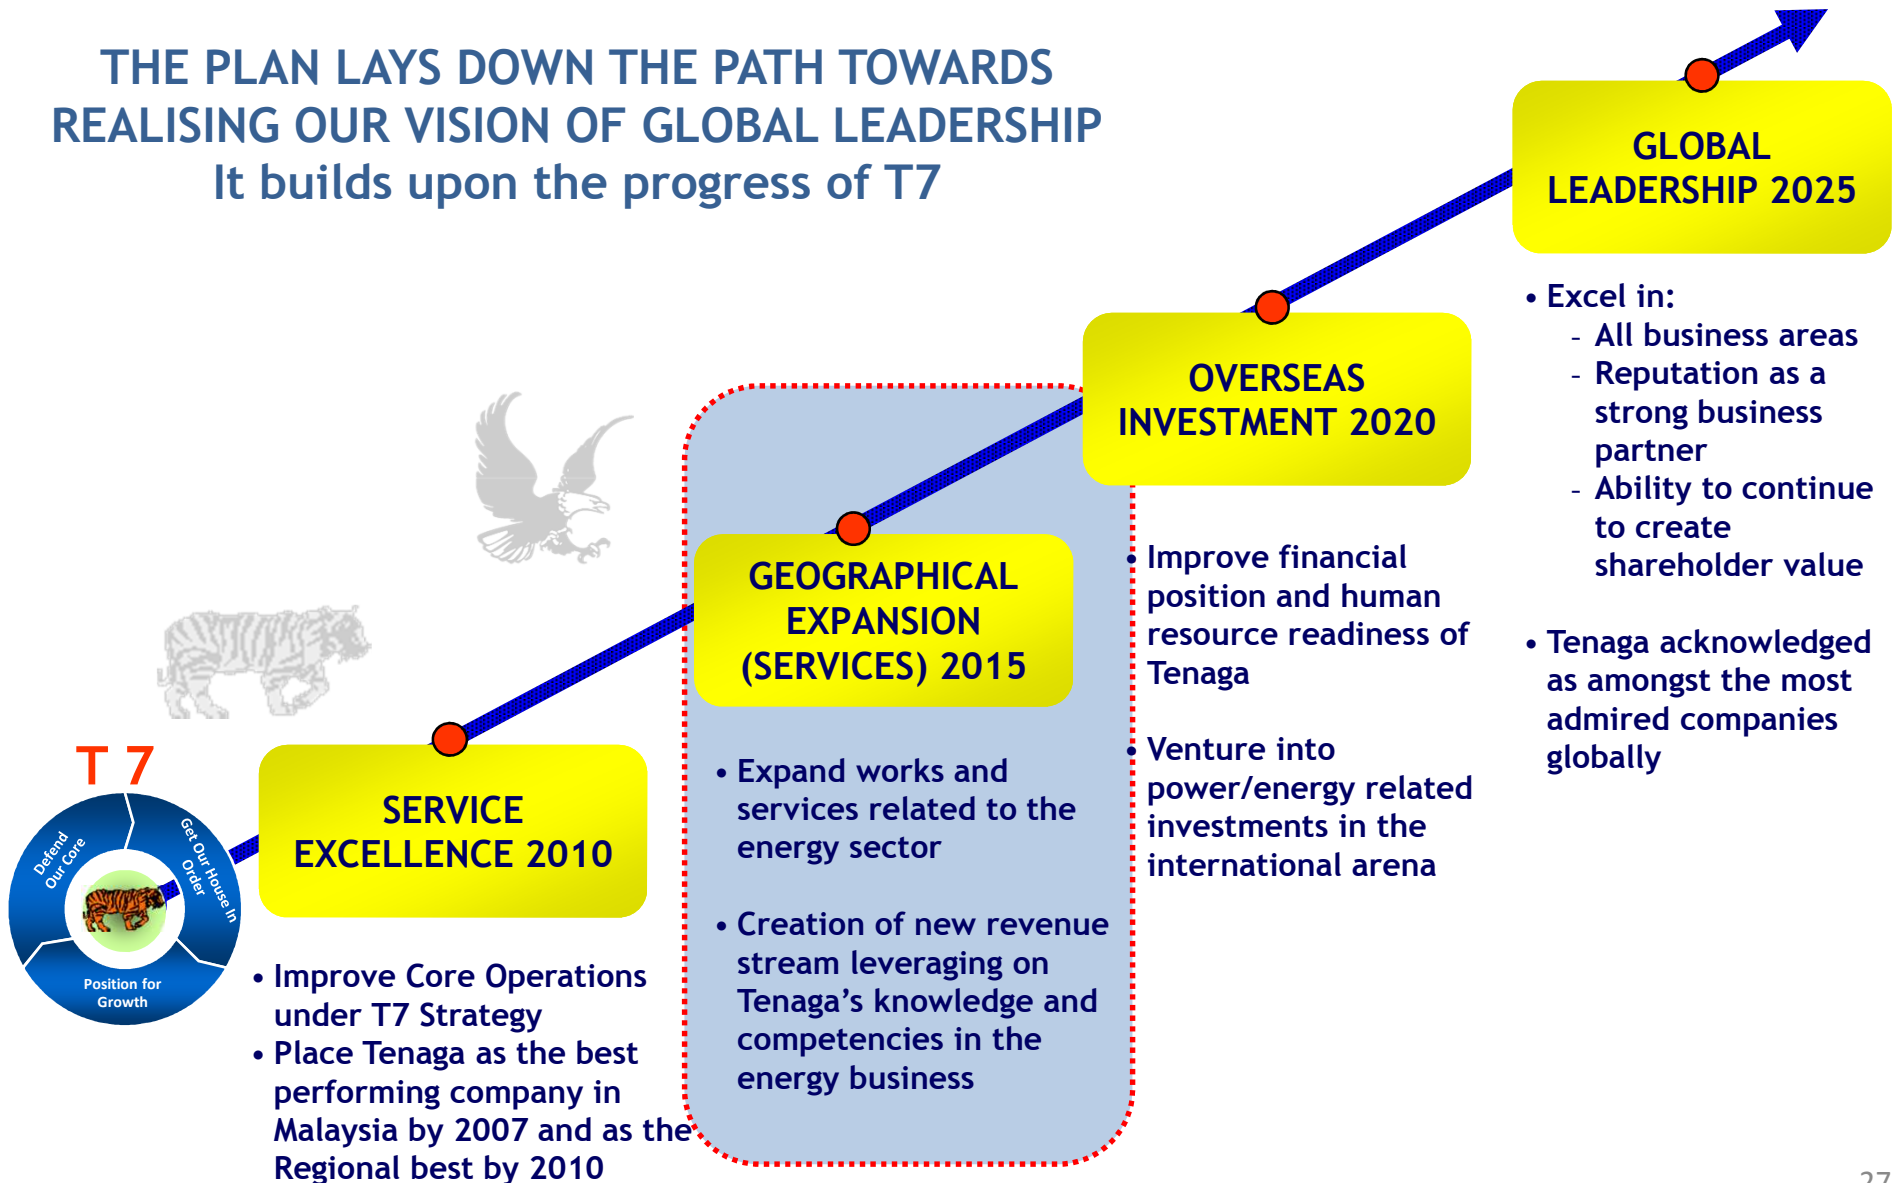 THE PLAN LAYS DOWN THE PATH TOWARDS
REALISING OUR VISION OF GLOBAL LEADERSHIP
It builds upon the progress of T7
T 7
Defend
Our Core
Get Our House In
Order
Position for
Growth
SERVICE
EXCELLENCE 2010
• Improve Core Operations
under T7 Strategy
• Place Tenaga as the best
performing company in
Malaysia by 2007 and as the
Regional best by 2010
GEOGRAPHICAL
EXPANSION
(SERVICES) 2015
• Expand works and
services related to the
energy sector
• Creation of new revenue
stream leveraging on
Tenaga’s knowledge and
competencies in the
energy business
OVERSEAS
INVESTMENT 2020
• Improve financial
position and human
resource readiness of
Tenaga
• Venture into
power/energy related
investments in the
international arena
GLOBAL
LEADERSHIP 2025
• Excel in:
- All business areas
- Reputation as a
strong business
partner
- Ability to continue
to create
shareholder value
• Tenaga acknowledged
as amongst the most
admired companies
globally
27